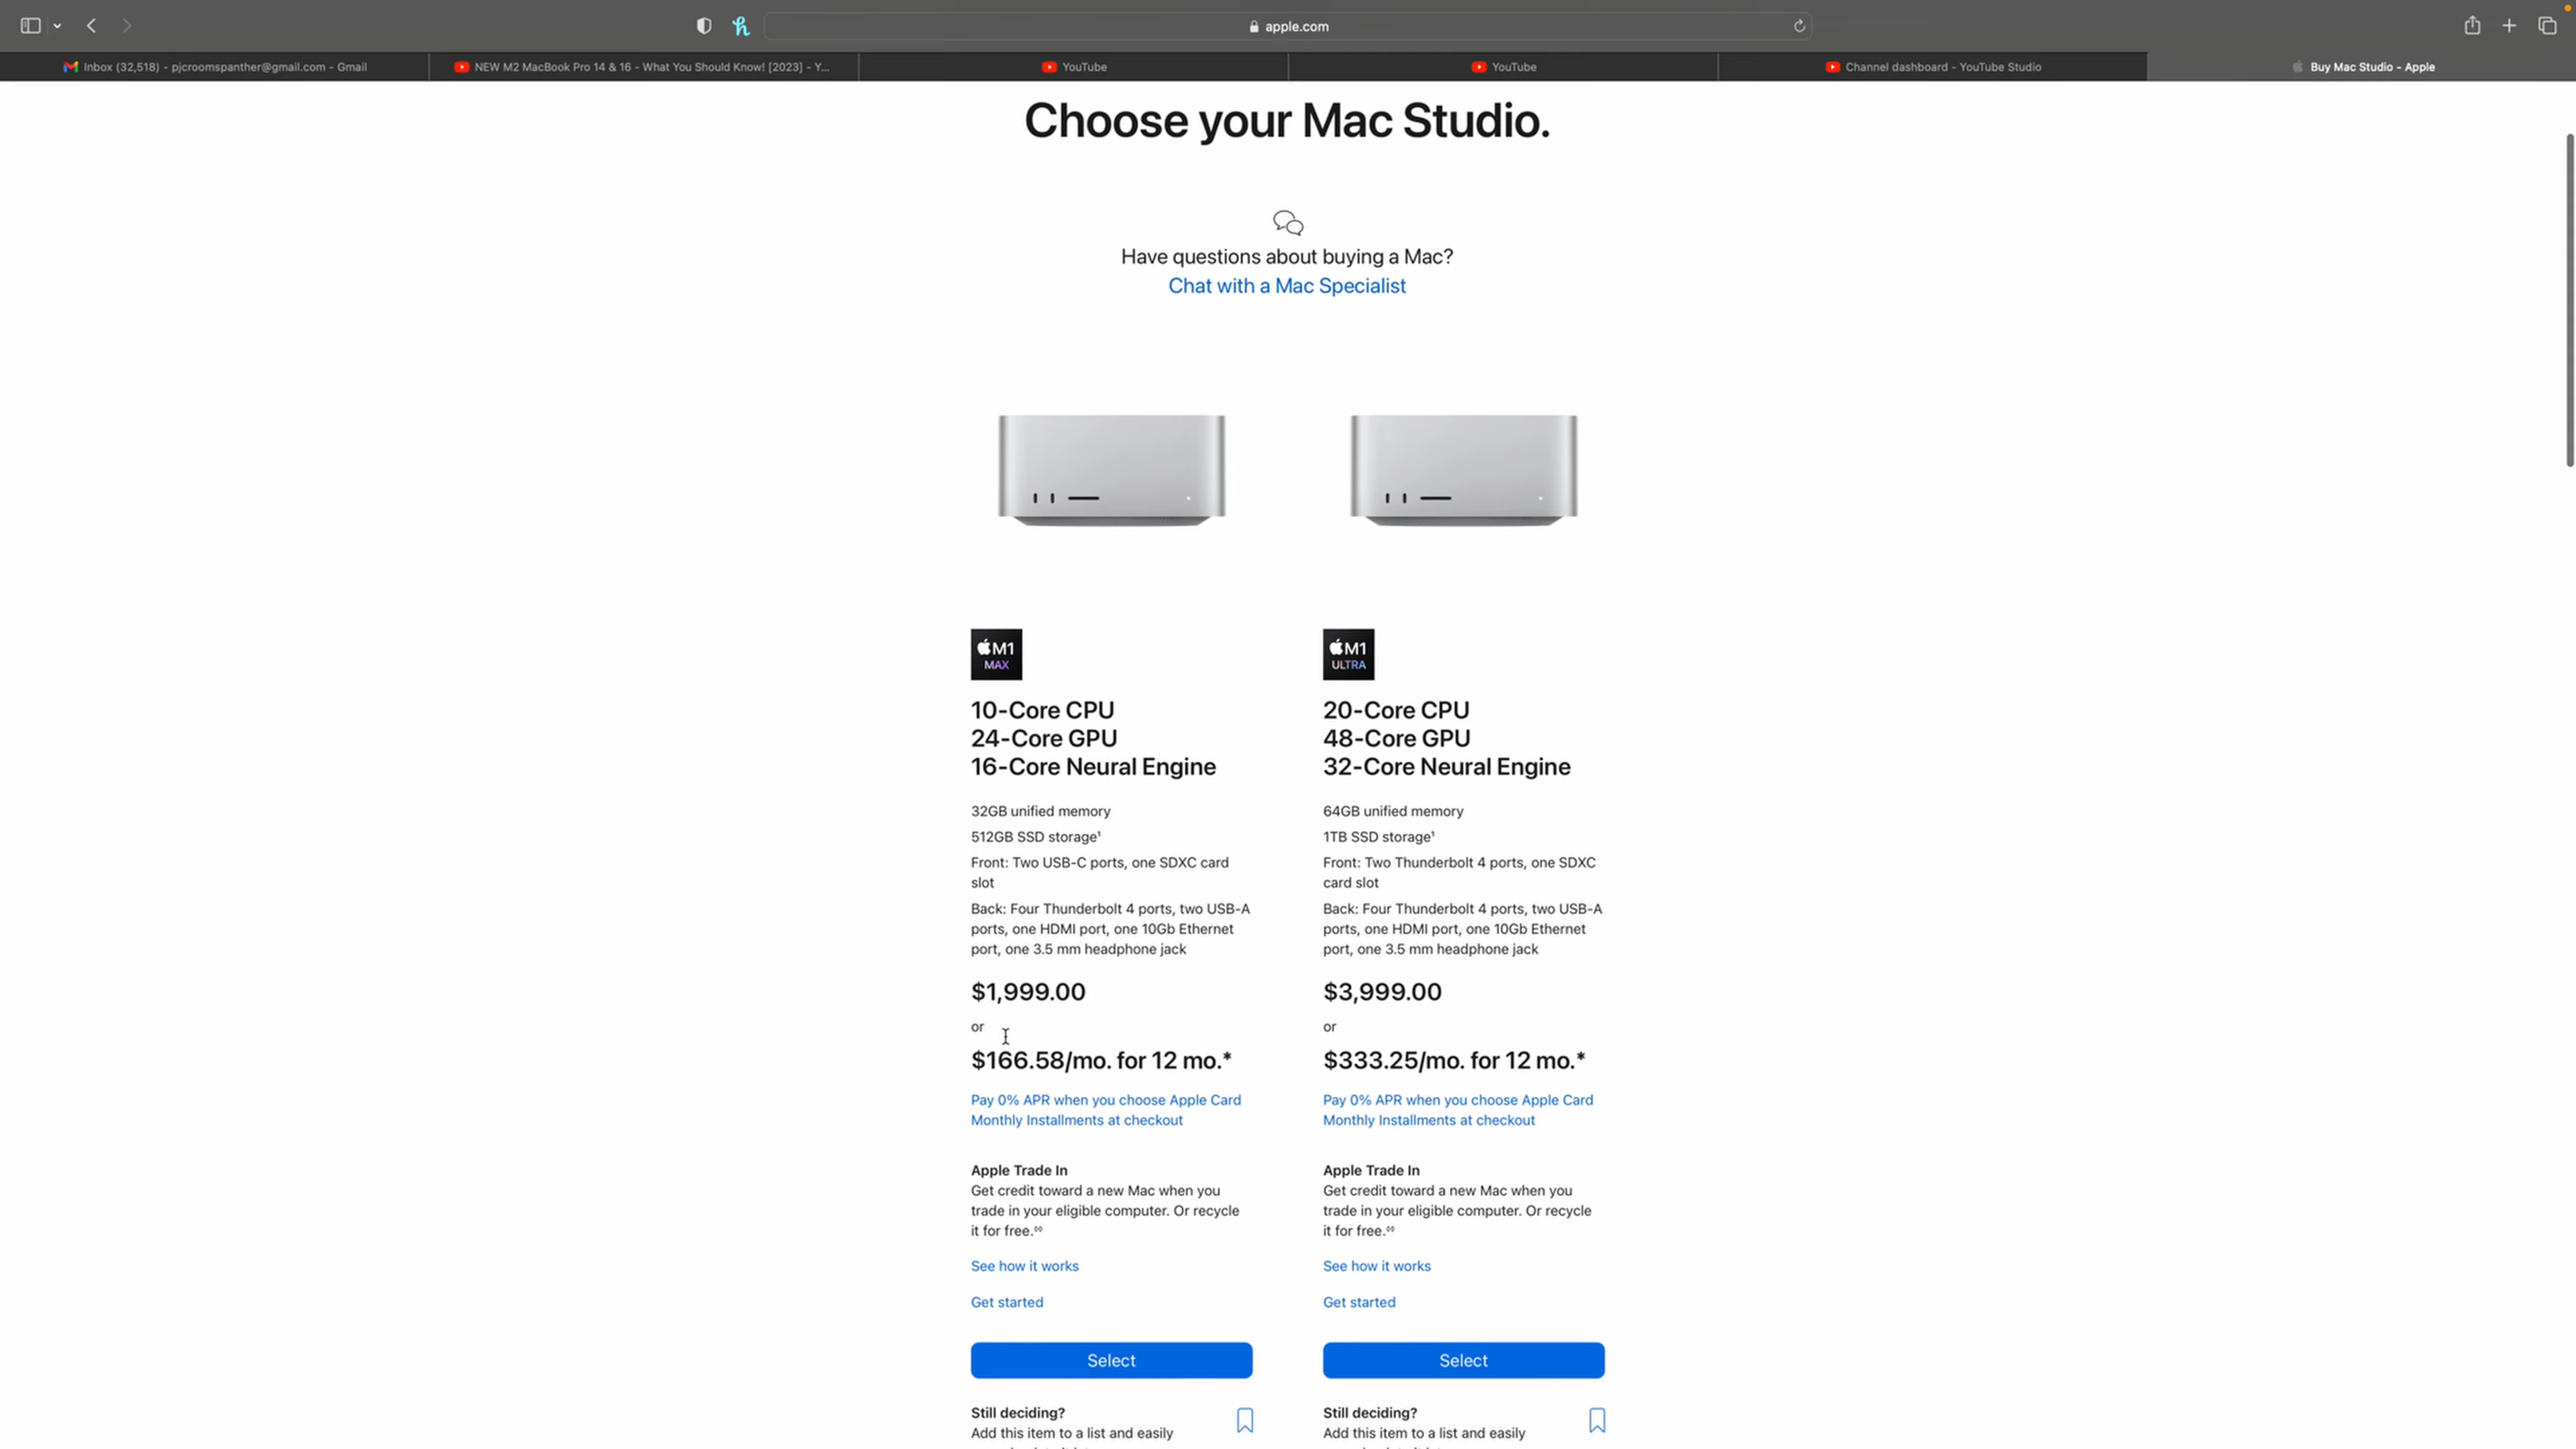 apple.com
Inbox (32,518) - pjcroomspanther@gmail.com - Gmail
NEW M2 MacBook Pro 14 & 16 - What You Should Know! [2023] - Y...
YouTube
YouTube
Channel dashboard - YouTube Studio
Buy Mac Studio - Apple
Choose your Mac Studio.
Have questions about buying a Mac?
Chat with a Mac Specialist
M1
MAX
10-Core CPU
24-Core GPU
16-Core Neural Engine
32GB unified memory
512GB SSD storage¹
Front: Two USB-C ports, one SDXC card
slot
Back: Four Thunderbolt 4 ports, two USB-A
ports, one HDMI port, one 10Gb Ethernet
port, one 3.5 mm headphone jack
$1,999.00
or
$166.58/mo. for 12 mo.*
Pay 0% APR when you choose Apple Card
Monthly Installments at checkout
Apple Trade In
Get credit toward a new Mac when you
trade in your eligible computer. Or recycle
it for free.◊◊
See how it works
Get started
Select
Still deciding?
Add this item to a list and easily
M1
ULTRA
20-Core CPU
48-Core GPU
32-Core Neural Engine
64GB unified memory
1TB SSD storage¹
Front: Two Thunderbolt 4 ports, one SDXC
card slot
Back: Four Thunderbolt 4 ports, two USB-A
ports, one HDMI port, one 10Gb Ethernet
port, one 3.5 mm headphone jack
$3,999.00
or
$333.25/mo. for 12 mo.*
Pay 0% APR when you choose Apple Card
Monthly Installments at checkout
Apple Trade In
Get credit toward a new Mac when you
trade in your eligible computer. Or recycle
it for free.◊◊
See how it works
Get started
Select
Still deciding?
Add this item to a list and easily